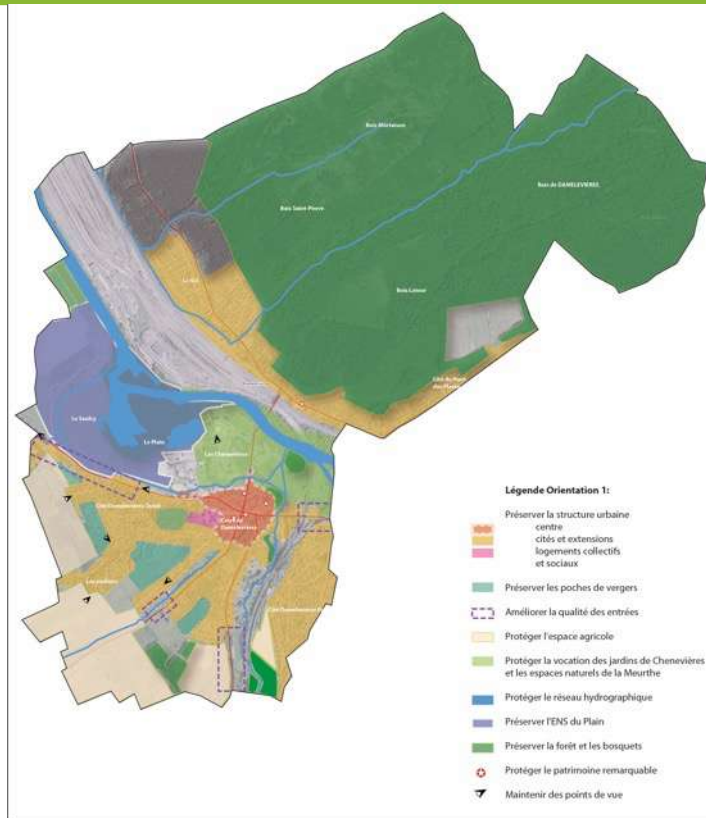 Bois de DAMELEVIERES
Bois Saint-Pierre
Le Saulcy
Le Plain
Les Chenevières
Légende Orientation 1:
Préserver la structure urbaine
centre
cités et extensions
logements collectifs
et sociaux
Préserver les poches de vergers
Améliorer la qualité des entrées
Protéger l'espace agricole
Protéger la vocation des jardins de Chenevières
et les espaces naturels de la Meurthe
Protéger le réseau hydrographique
Préserver l'ENS du Plain
Préserver la forêt et les bosquets
Protéger le patrimoine remarquable
Maintenir des points de vue